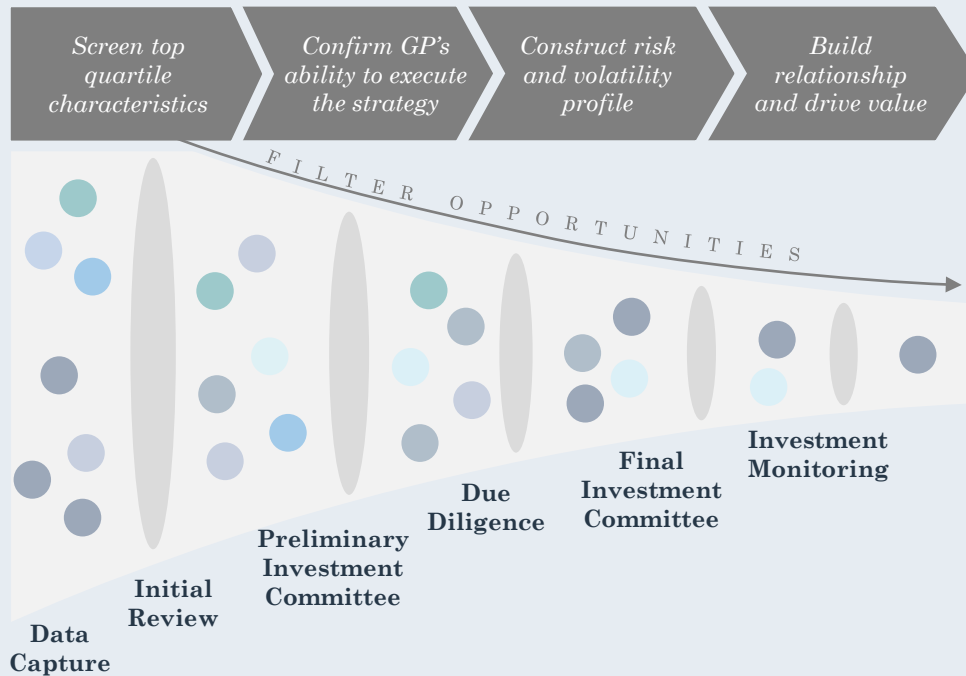 Screen top
quartile
characteristics
Confirm GP's
ability to execute
the strategy
Construct risk
and volatility
profile
Build
relationship
and drive value
FILTER OPPORTUNITIES
Data
Capture
Initial
Review
Preliminary
Investment
Committee
Due
Diligence
Final
Investment
Committee
Investment
Monitoring